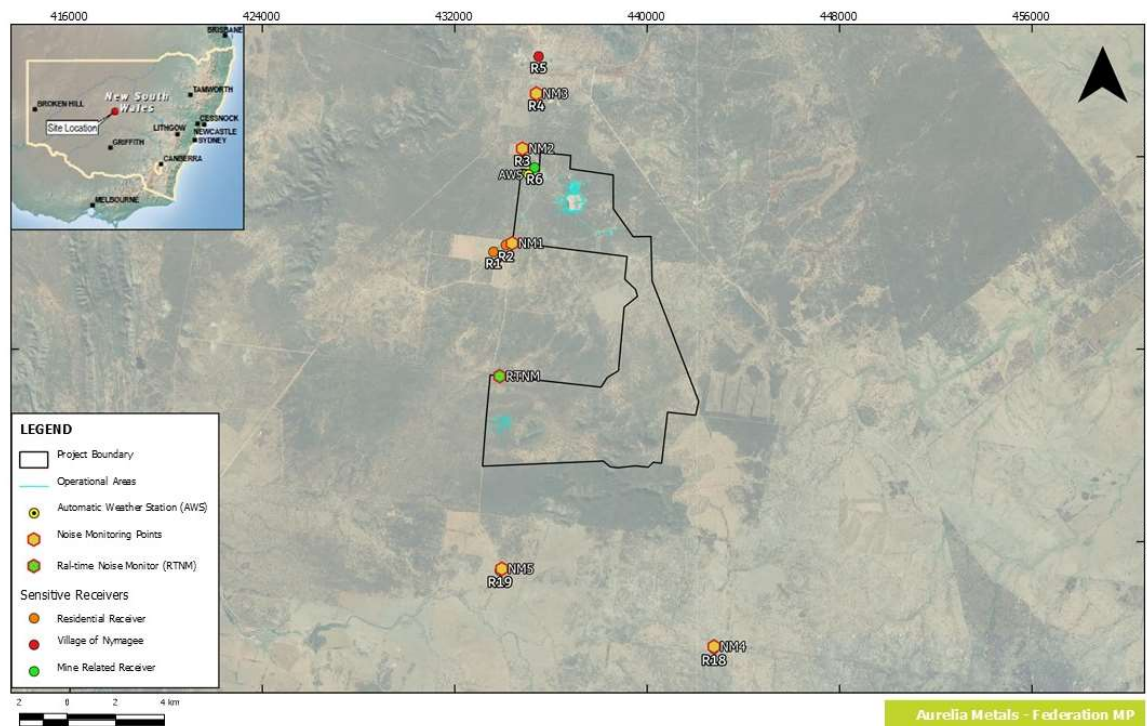 416000 424000 432000 440000 448000 456000
BRISBANE
TAMWORTH
BROKEN HILL
New South
Wales
Site Location
CESSNOCK
LITHGOW
NEWCASTLE
SYDNEY
GRIFFITH
CANBERRA
MELBOURNE
R5
NM3
R4
NM2
R3
AWS
R6
NM1
R2
R1
RTNM
NM5
R19
NM4
R18
LEGEND
Project Boundary
Operational Areas
Automatic Weather Station (AWS)
Noise Monitoring Points
Ral-time Noise Monitor (RTNM)
Sensitive Receivers
Residential Receiver
Village of Nymagee
Mine Related Receiver
2 0 2 4 km
Aurelia Metals - Federation MP